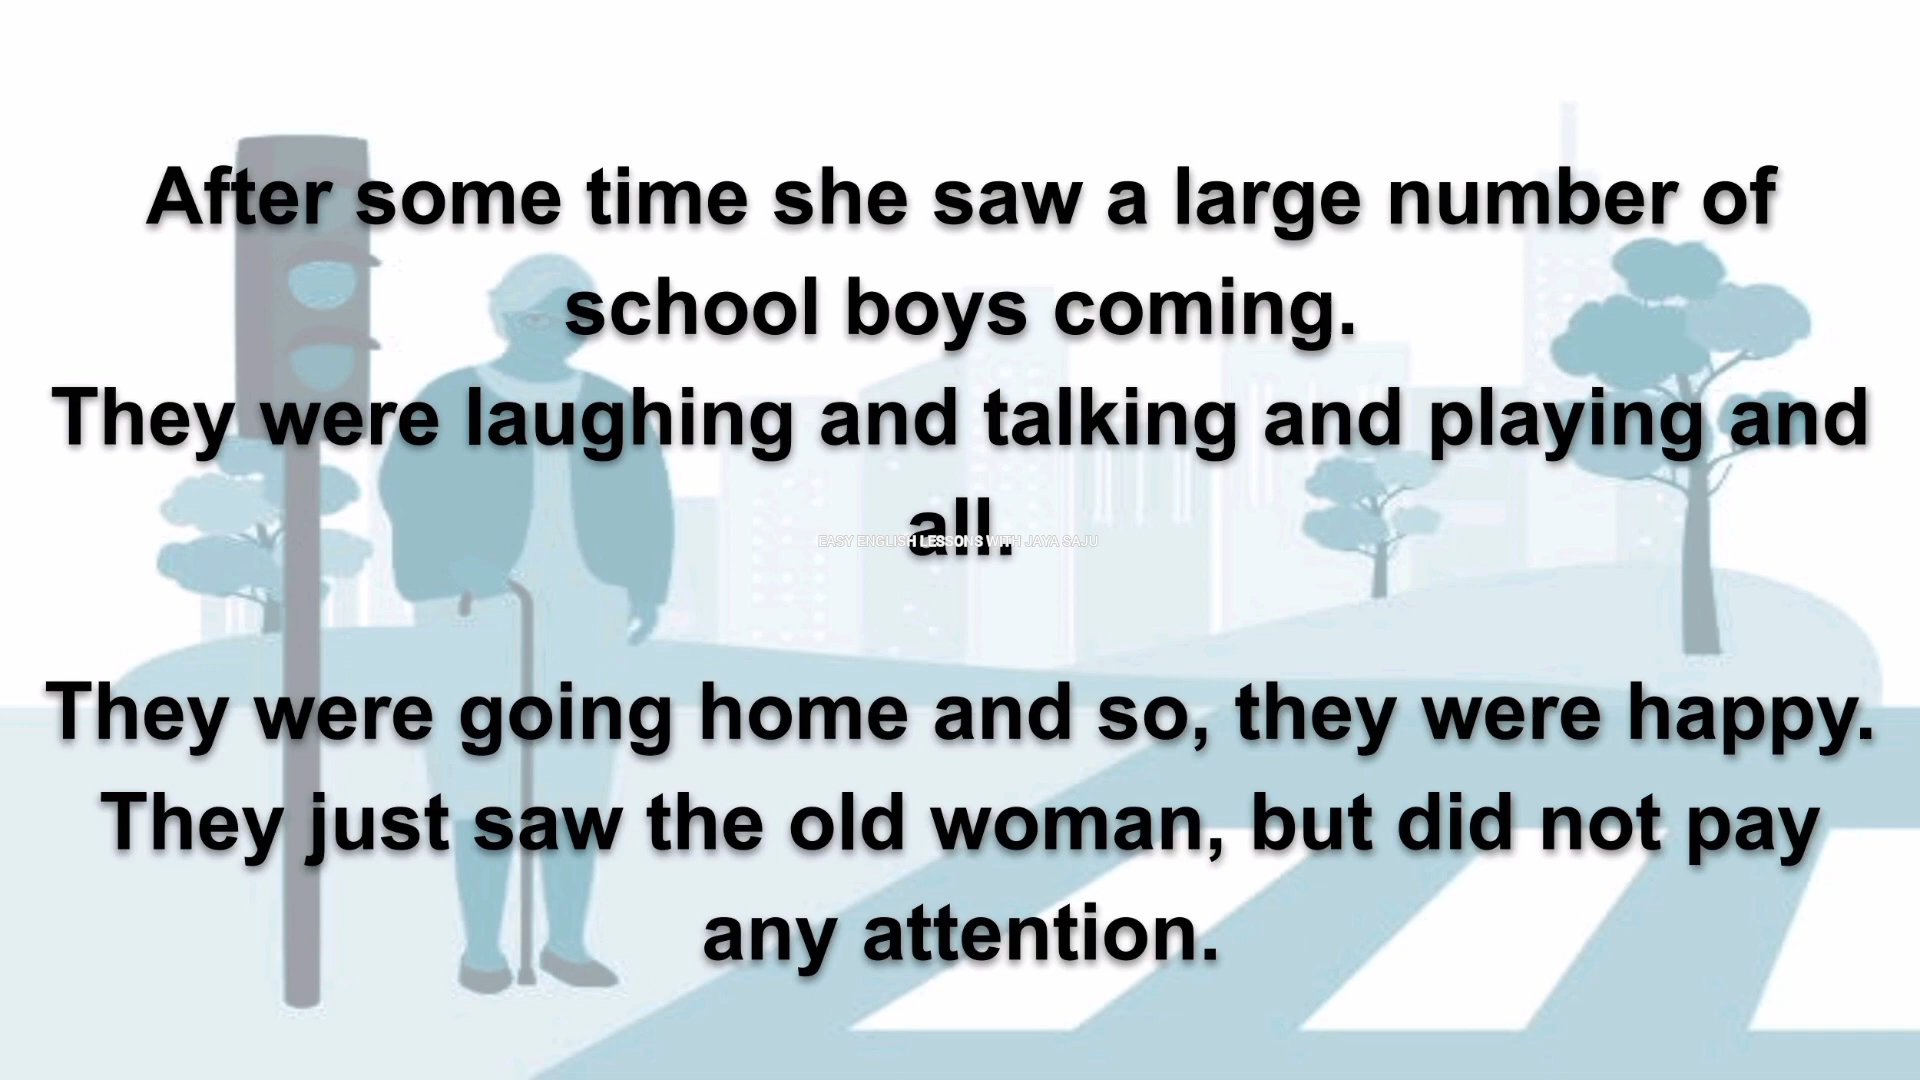 After some time she saw a large number of
school boys coming.
They were laughing and talking and playing and
all.
EASY ENGLISH LESSONS WITH JAYA SAJU
They were going home and so, they were happy.
They just saw the old woman, but did not pay
any attention.